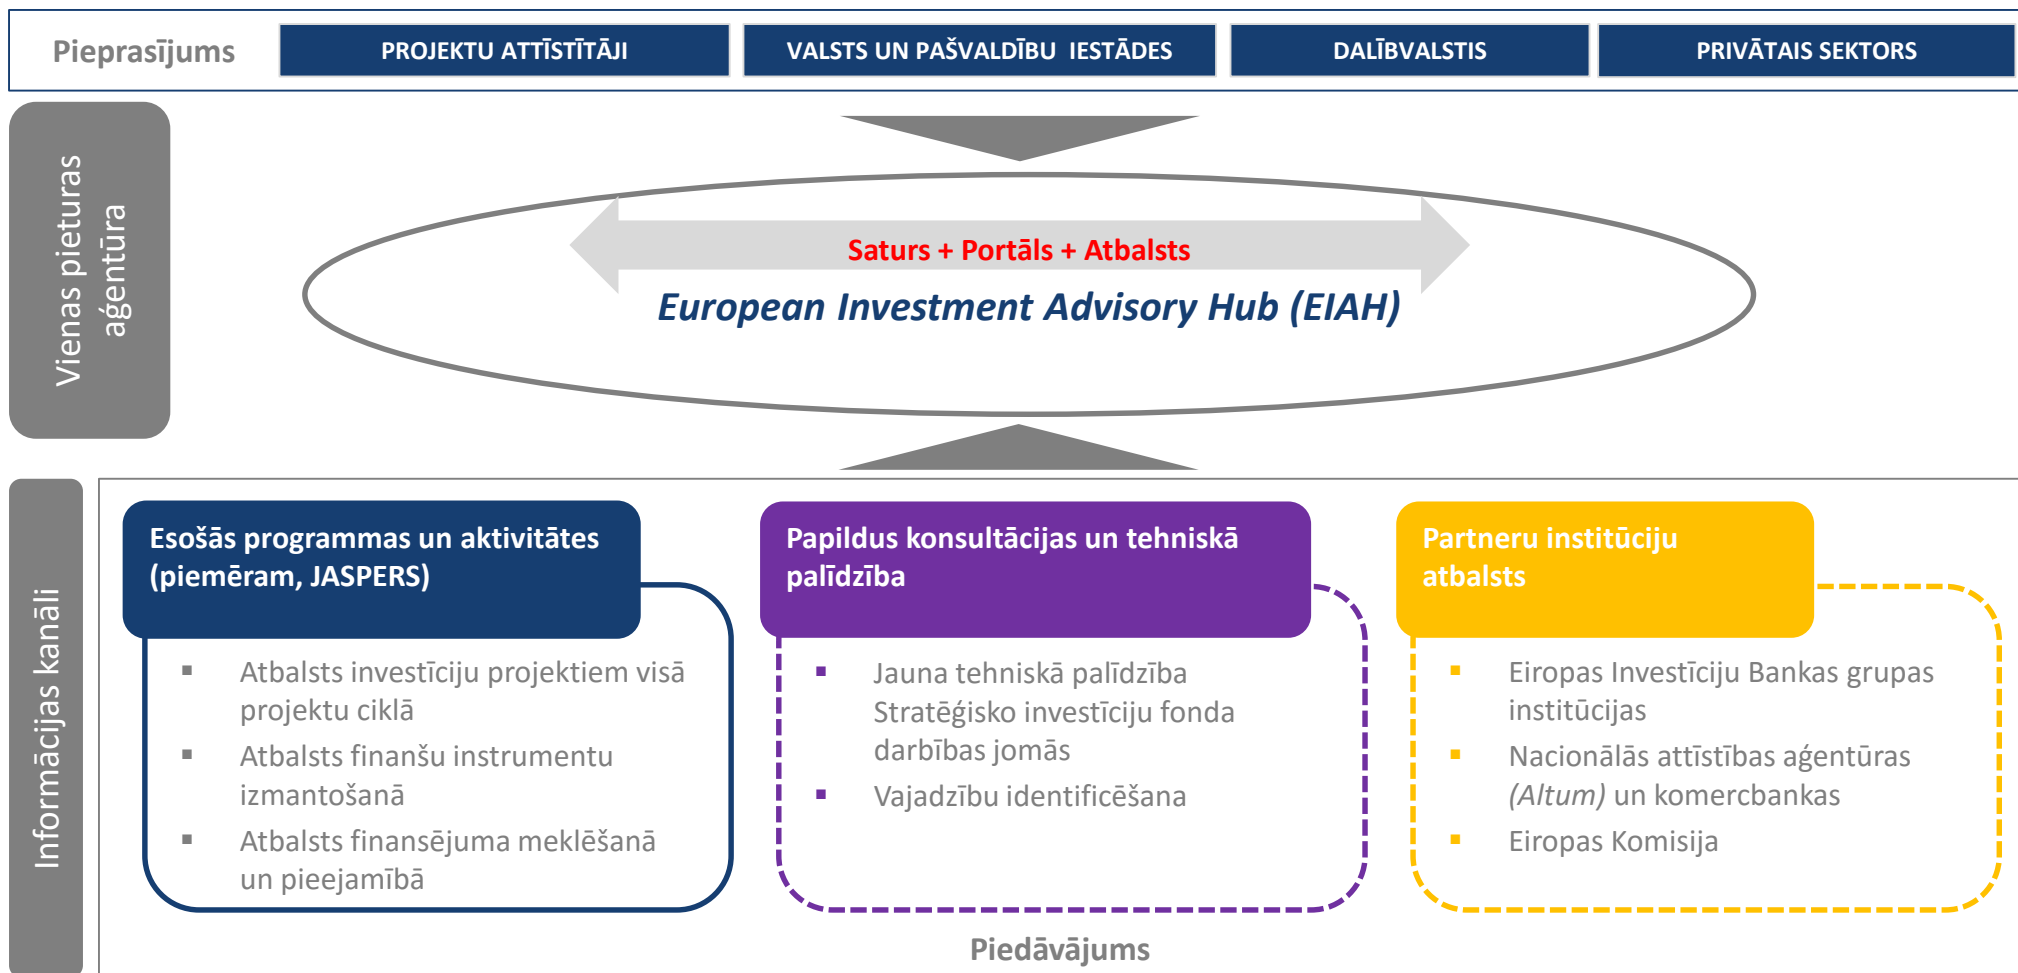 Pieprasījums
PROJEKTU ATTĪSTĪTĀJI
VALSTS UN PAŠVALDĪBU IESTĀDES
DALĪBVALSTIS
PRIVĀTAIS SEKTORS
Vienas pieturas
aģentūra
Saturs + Portāls + Atbalsts
European Investment Advisory Hub (EIAH)
Informācijas kanāli
Esošās programmas un aktivitātes
(piemēram, JASPERS)
▪ Atbalsts investīciju projektiem visā
projektu ciklā
▪ Atbalsts finanšu instrumentu
izmantošanā
▪ Atbalsts finansējuma meklēšanā
un pieejamībā
Papildus konsultācijas un tehniskā
palīdzība
▪ Jauna tehniskā palīdzība
Stratēģisko investīciju fonda
darbības jomās
▪ Vajadzību identificēšana
Partneru institūciju
atbalsts
▪ Eiropas Investīciju Bankas grupas
institūcijas
▪ Nacionālās attīstības aģentūras
(Altum) un komercbankas
▪ Eiropas Komisija
Piedāvājums